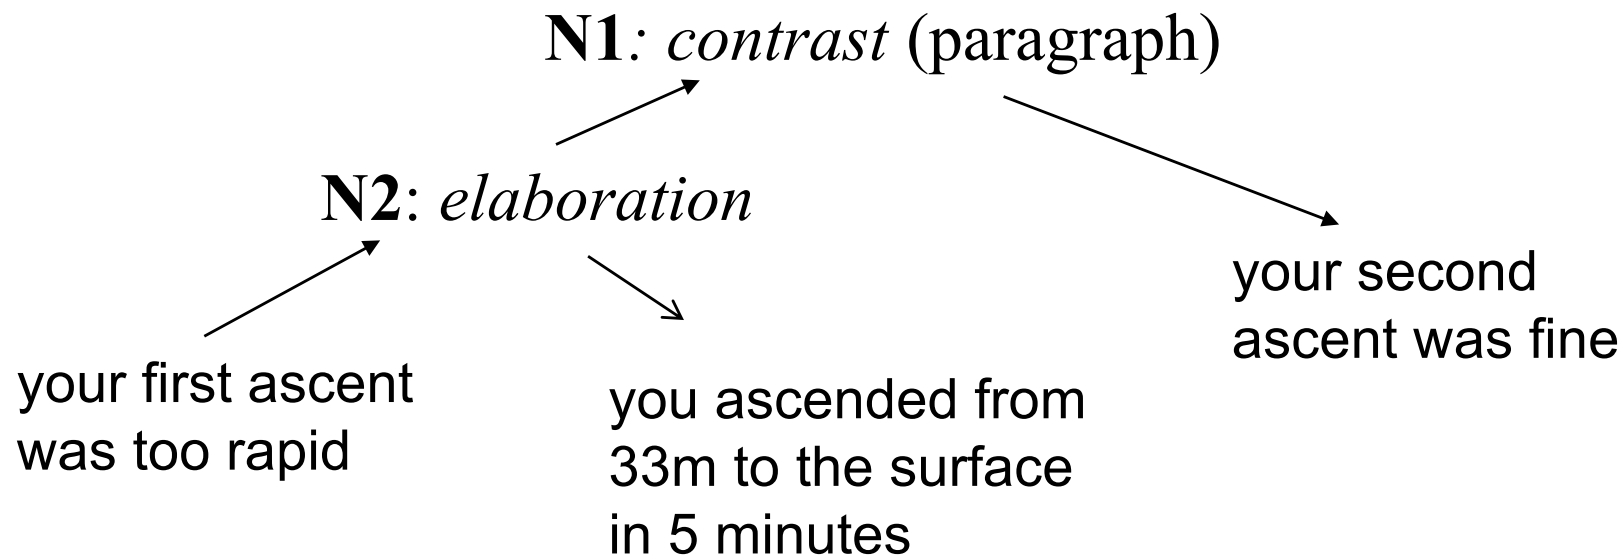 N1: contrast (paragraph)
N2: elaboration
your first ascent
was too rapid
you ascended from
33m to the surface
in 5 minutes
your second
ascent was fine